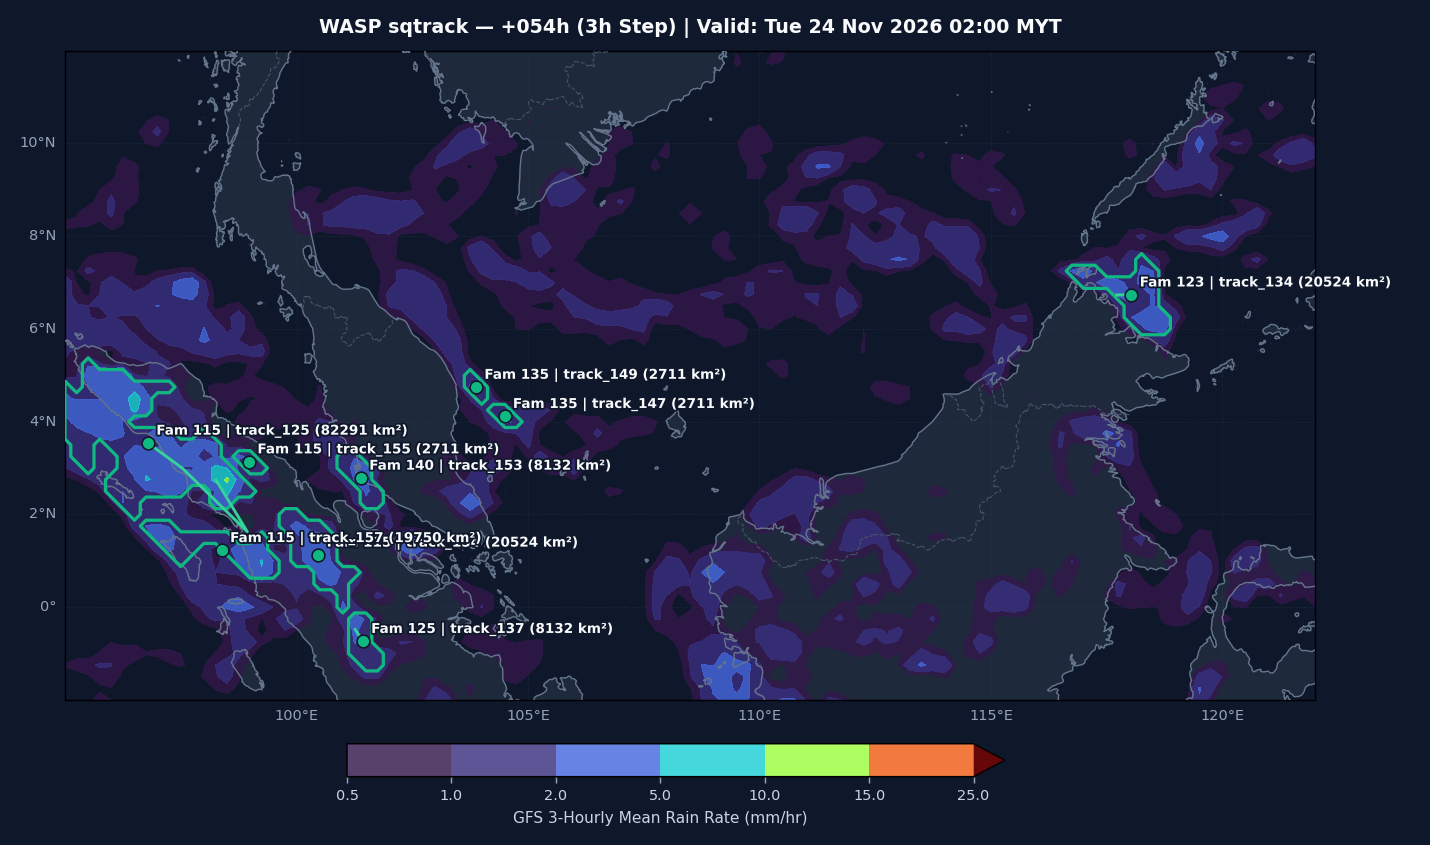 WASP sqtrack — +054h (3h Step) | Valid: Tue 24 Nov 2026 02:00 MYT
10°N
8°N
6°N
4°N
2°N
0°
Fam 123 | track_134 (20524 km²)
Fam 135 | track_149 (2711 km²)
Fam 135 | track_147 (2711 km²)
Fam 115 | track_125 (82291 km²)
Fam 115 | track_155 (2711 km²)
Fam 140 | track_153 (8132 km²)
Fam 115 | track_157 (19750 km²)
(20524 km²)
Fam 125 | track_137 (8132 km²)
100°E
105°E
110°E
115°E
120°E
0.5
1.0
2.0
5.0
10.0
15.0
25.0
GFS 3-Hourly Mean Rain Rate (mm/hr)